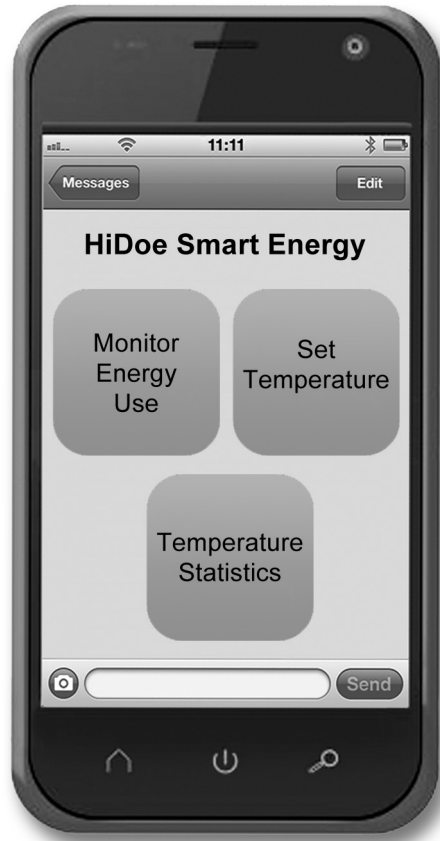 11:11
Messages
Edit
HiDoe Smart Energy
Monitor
Energy
Use
Set
Temperature
Temperature
Statistics
Send